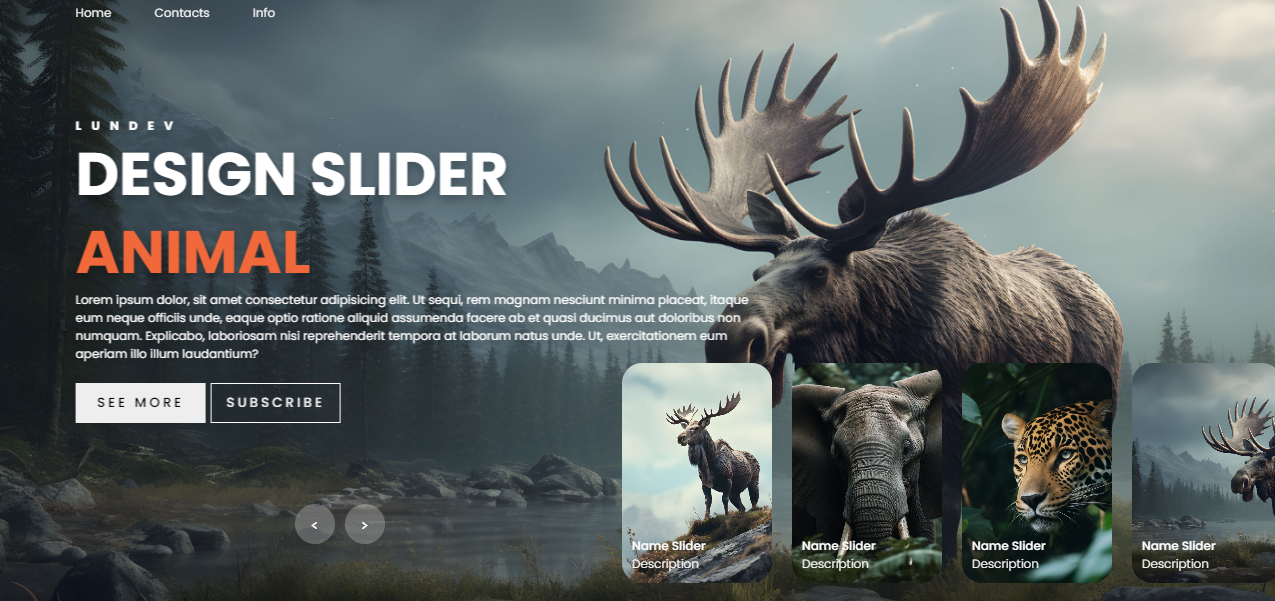 Home Contacts Info
LUNDEV
DESIGN SLIDER
ANIMAL
Lorem ipsum dolor, sit amet consectetur adipisicing elit. Ut sequi, rem magnam nesciunt minima placeat, itaque
eum neque officiis unde, eaque optio ratione aliquid assumenda facere ab et quasi ducimus aut doloribus non
numquam. Explicabo, laboriosam nisi reprehenderit tempora at laborum natus unde. Ut, exercitationem eum
aperiam illo illum laudantium?
SEE MORE SUBSCRIBE
< >
Name Slider
Description
Name Slider
Description
Name Slider
Description
Name Slider
Description